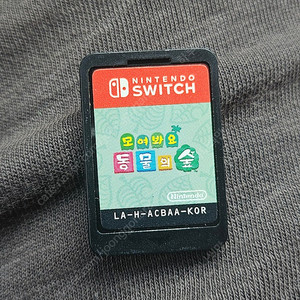 NINTENDO
SWITCH
모여봐요
동물의 숲
Nintendo
LA-H-ACBAA-KOR